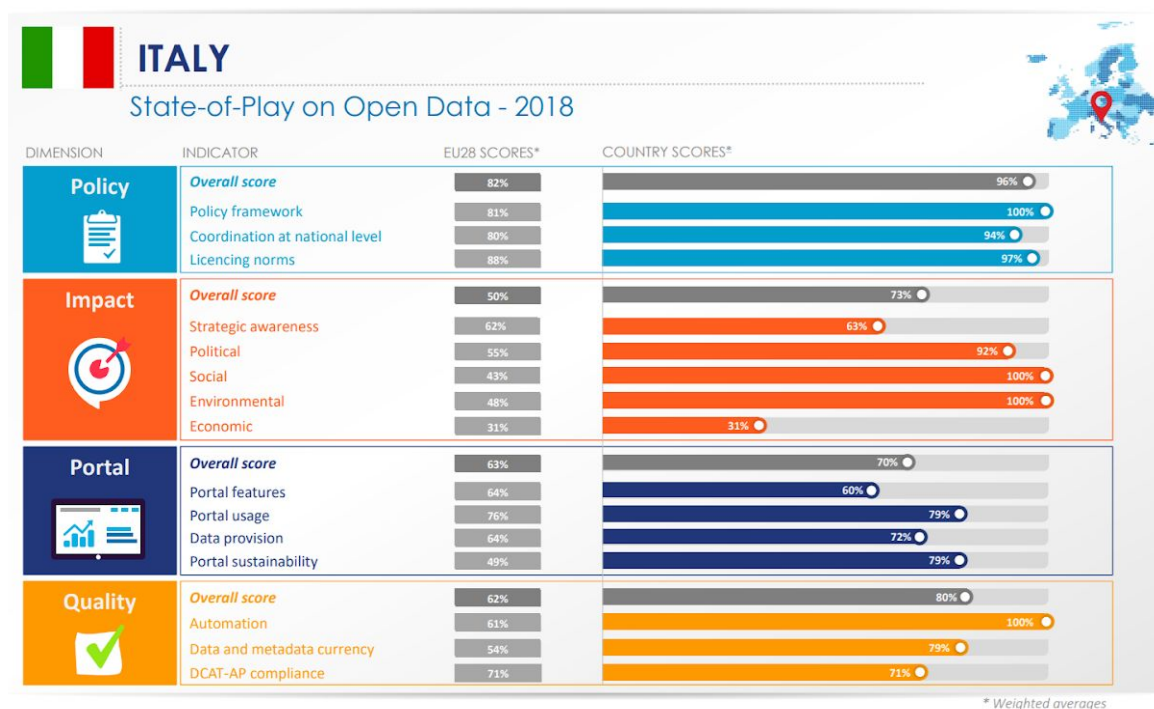 ITALY
State-of-Play on Open Data - 2018
DIMENSION INDICATOR EU28 SCORES* COUNTRY SCORES*
Policy Overall score 82% 96%
Policy framework 81% 100%
Coordination at national level 80% 94%
Licencing norms 88% 97%
Impact Overall score 50% 73%
Strategic awareness 62% 63%
Political 55% 92%
Social 43% 100%
Environmental 48% 100%
Economic 31% 31%
Portal Overall score 63% 70%
Portal features 64% 60%
Portal usage 76% 79%
Data provision 64% 72%
Portal sustainability 49% 79%
Quality Overall score 62% 80%
Automation 61% 100%
Data and metadata currency 54% 79%
DCAT-AP compliance 71% 71%
* Weighted averages